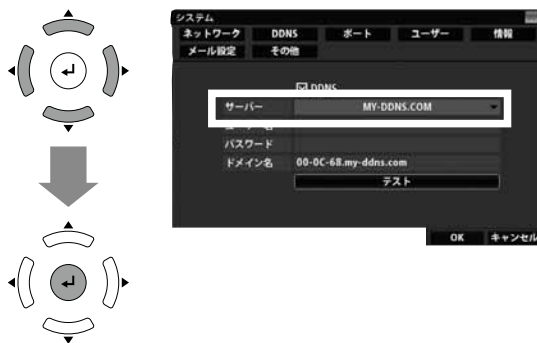 システム
ネットワーク DDNS ポート ユーザー 情報
メール設定 その他
DDNS
サーバー MY-DDNS.COM
パスワード
ドメイン名 00-0C-68.my-ddns.com
テスト
OK キャンセル